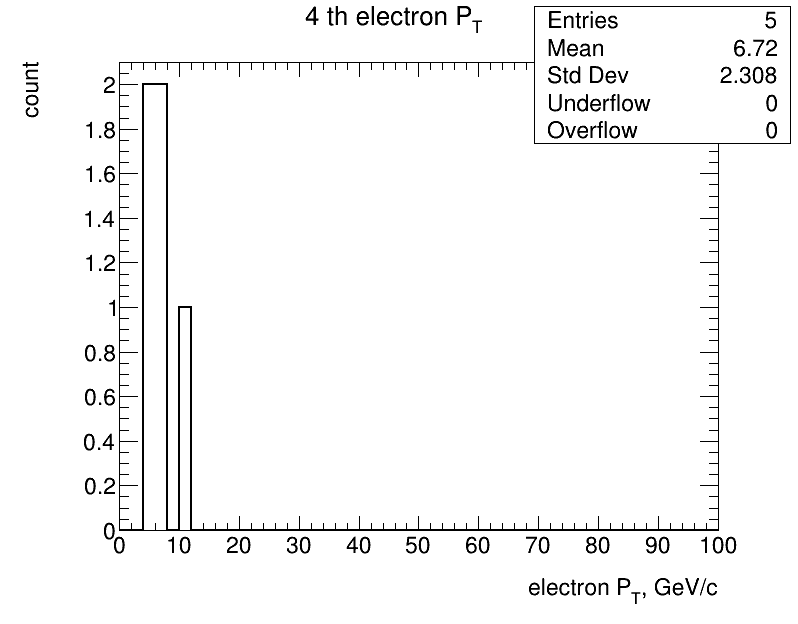 4 th electron PT
Entries 5
Mean 6.72
Std Dev 2.308
Underflow 0
Overflow 0
count
2
1.8
1.6
1.4
1.2
1
0.8
0.6
0.4
0.2
0
0 10 20 30 40 50 60 70 80 90 100
electron PT, GeV/c